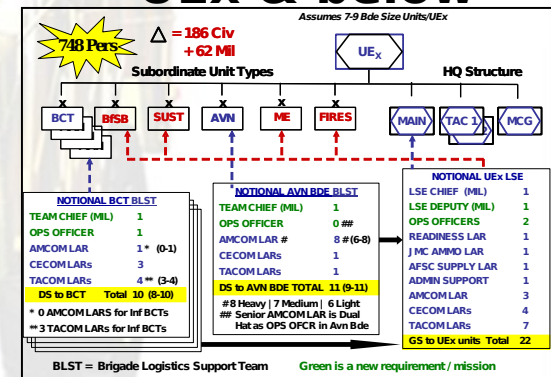 UEx & below
Assumes 7-9 Bde Size Units/UEx
748 Pers
Δ = 186 Civ
+ 62 Mil
UEx
Subordinate Unit Types
HQ Structure
x x x x x x
BCT BfSB SUST AVN ME FIRES MAIN TAC 1 2 MCG
NOTIONAL BCT BLST
TEAM CHIEF (MIL) 1
OPS OFFICER 1
AMCOM LAR 1 * (0-1)
CECOM LARs 3
TACOM LARs 4 ** (3-4)
DS to BCT Total 10 (8-10)
* 0 AMCOM LARS for Inf BCTs
** 3 TACOM LARs for Inf BCTs
NOTIONAL AVN BDE BLST
TEAM CHIEF (MIL) 1
OPS OFFICER 0 ##
AMCOM LAR # 8 # (6-8)
CECOM LARs 1
TACOM LARs 1
DS to AVN BDE TOTAL 11 (9-11)
# 8 Heavy | 7 Medium | 6 Light
## Senior AMCOM LAR is Dual
Hat as OPS OFCR in Avn Bde
NOTIONAL UEx LSE
LSE CHIEF (MIL) 1
LSE DEPUTY (MIL) 1
OPS OFFICERS 2
READINESS LAR 1
JMC AMMO LAR 1
AFSC SUPPLY LAR 1
ADMIN SUPPORT 1
AMCOM LAR 3
CECOM LARs 4
TACOM LARs 7
GS to UEx units Total 22
BLST = Brigade Logistics Support Team
Green is a new requirement / mission